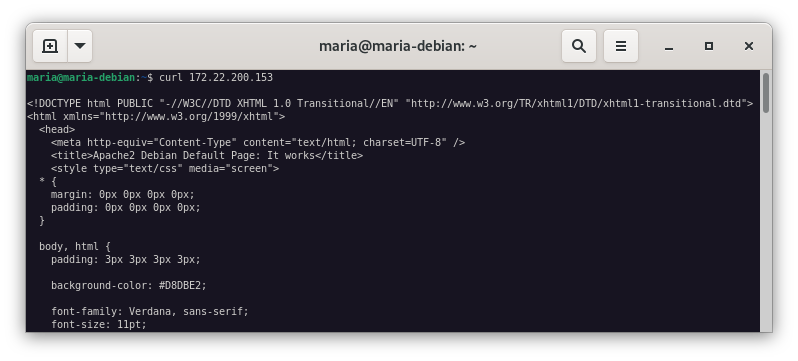 maria@maria-debian: ~
maria@maria-debian:~$ curl 172.22.200.153
<!DOCTYPE html PUBLIC "-//W3C//DTD XHTML 1.0 Transitional//EN" "http://www.w3.org/TR/xhtml1/DTD/xhtml1-transitional.dtd">
<html xmlns="http://www.w3.org/1999/xhtml">
  <head>
    <meta http-equiv="Content-Type" content="text/html; charset=UTF-8" />
    <title>Apache2 Debian Default Page: It works</title>
    <style type="text/css" media="screen">
  * {
    margin: 0px 0px 0px 0px;
    padding: 0px 0px 0px 0px;
  }
  body, html {
    padding: 3px 3px 3px 3px;
    background-color: #D8DBE2;
    font-family: Verdana, sans-serif;
    font-size: 11pt;